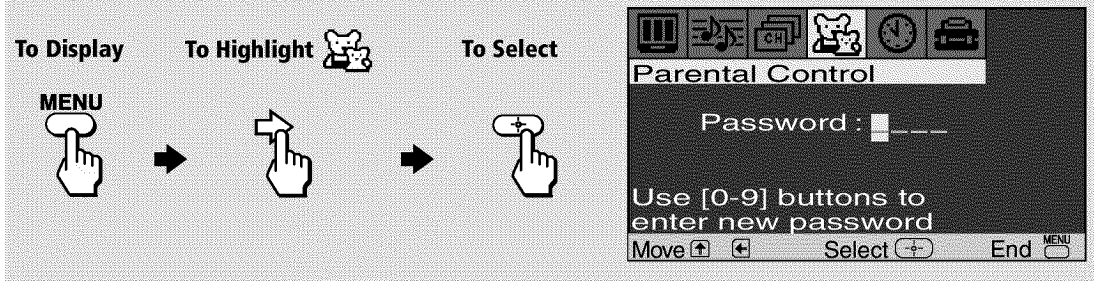 To Display
To Highlight
To Select
MENU
CH
Parental Control
Password : _ _ _ _
Use [0-9] buttons to
enter new password
Move Select End MENU